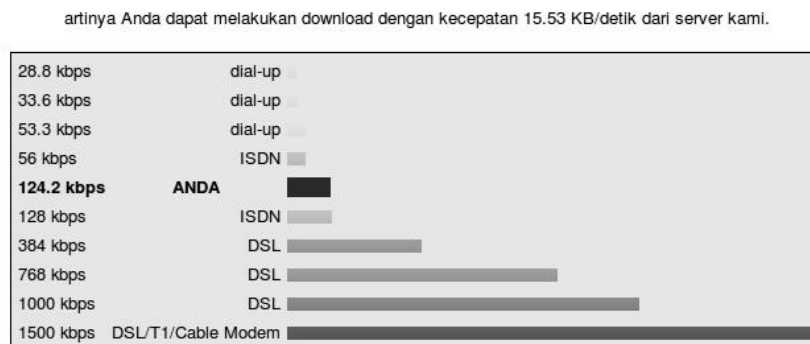 artinya Anda dapat melakukan download dengan kecepatan 15.53 KB/detik dari server kami.
28.8 kbps dial-up
33.6 kbps dial-up
53.3 kbps dial-up
56 kbps ISDN
124.2 kbps ANDA
128 kbps ISDN
384 kbps DSL
768 kbps DSL
1000 kbps DSL
1500 kbps DSL/T1/Cable Modem